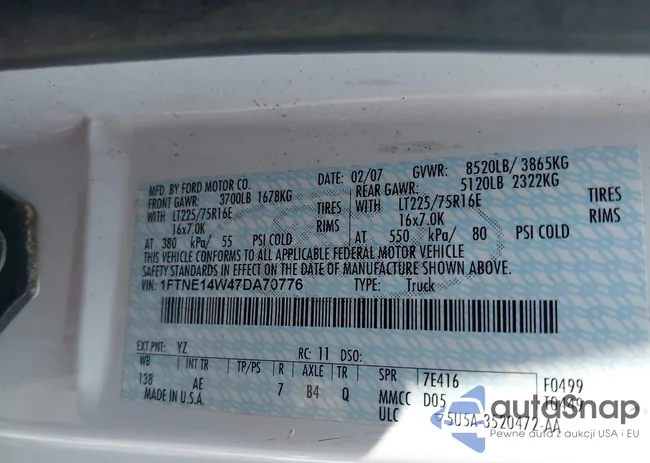 MFD. BY FORD MOTOR CO. DATE: 02/07 GVWR: 8520LB/ 3865KG
FRONT GAWR: 3700LB 1678KG REAR GAWR: 5120LB 2322KG
WITH LT225/75R16E TIRES WITH LT225/75R16E TIRES
16x7.0K RIMS 16x7.0K RIMS
AT 380 kPa/ 55 PSI COLD AT 550 kPa/ 80 PSI COLD
THIS VEHICLE CONFORMS TO ALL APPLICABLE FEDERAL MOTOR VEHICLE
SAFETY STANDARDS IN EFFECT ON THE DATE OF MANUFACTURE SHOWN ABOVE.
VIN: 1FTNE14W47DA70776 TYPE: Truck
EXT PNT: YZ RC: 11 DSO:
WB INT TR TP/PS R AXLE TR SPR 7E416 F0499
138 AE 7 B4 Q MMCC D05
MADE IN U.S.A. ULC 5U5A-3520472-AA
autaSnap
Pewne auta z aukcji USA i EU